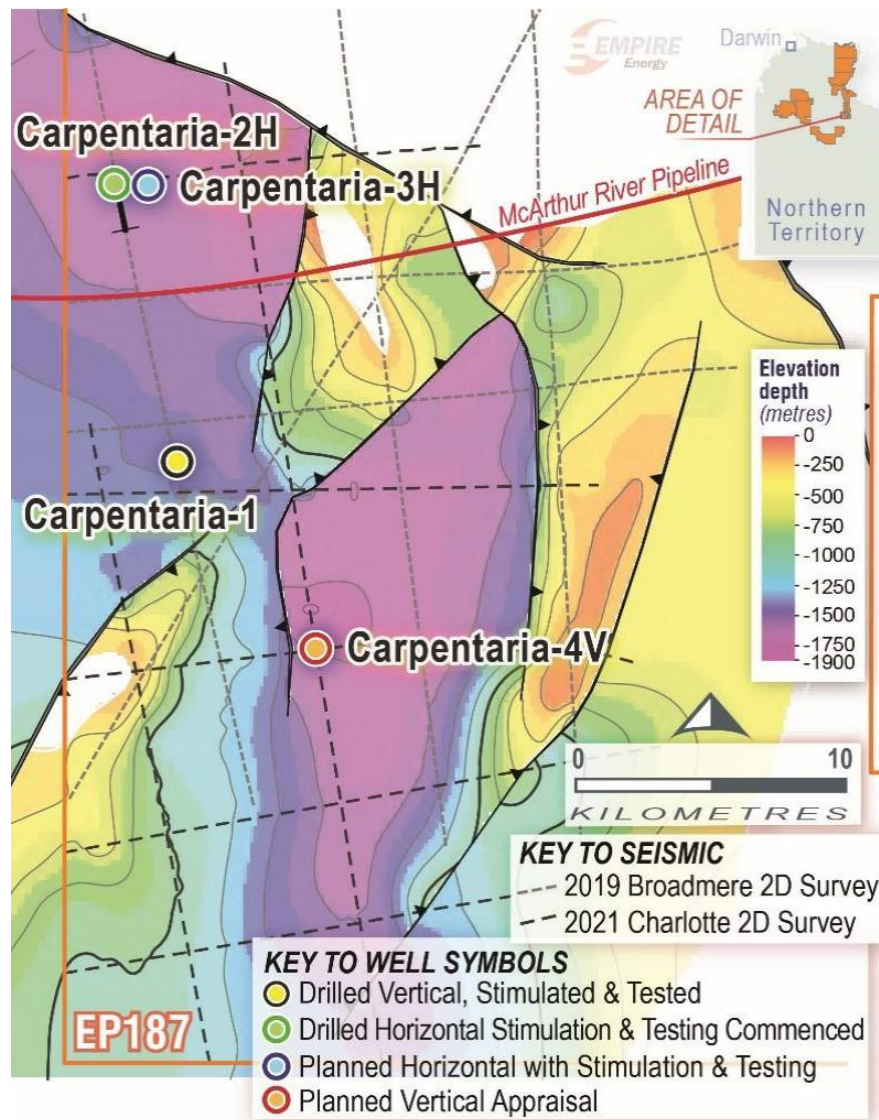 EMPIRE
Energy
Darwin
AREA OF
DETAIL
Northern
Territory
Carpentaria-2H
Carpentaria-3H
McArthur River Pipeline
Elevation
depth
(metres)
0
-250
-500
-750
-1000
-1250
-1500
-1750
-1900
Carpentaria-1
Carpentaria-4V
0 10
KILOMETRES
KEY TO SEISMIC
2019 Broadmere 2D Survey
2021 Charlotte 2D Survey
KEY TO WELL SYMBOLS
Drilled Vertical, Stimulated & Tested
Drilled Horizontal Stimulation & Testing Commenced
Planned Horizontal with Stimulation & Testing
Planned Vertical Appraisal
EP187